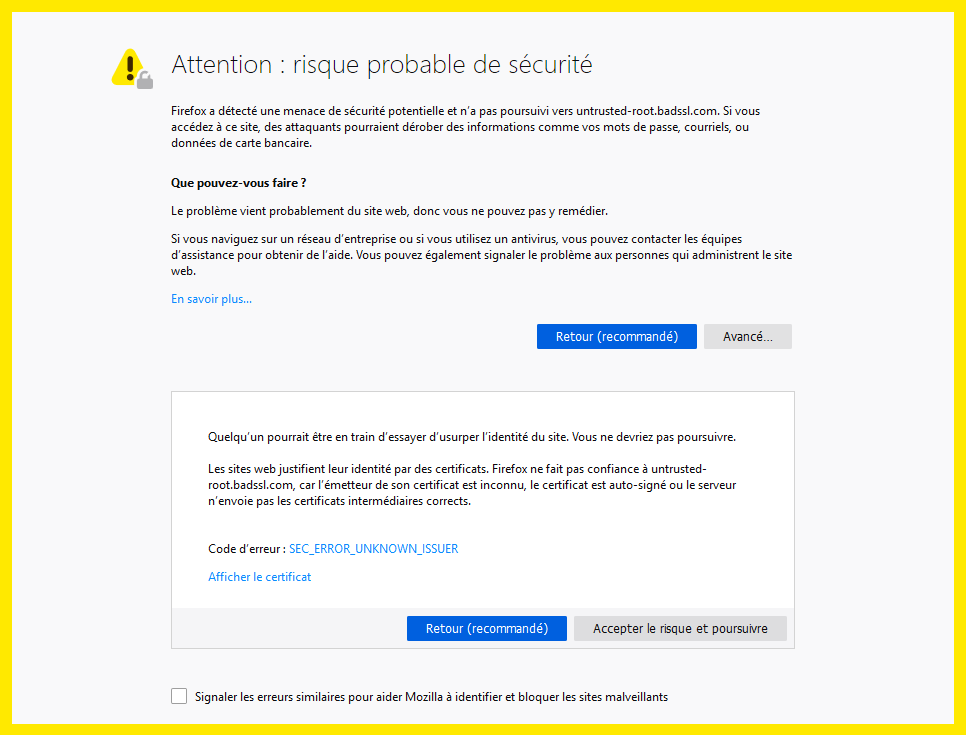 Attention : risque probable de sécurité
Firefox a détecté une menace de sécurité potentielle et n’a pas poursuivi vers untrusted-root.badssl.com. Si vous
accédez à ce site, des attaquants pourraient dérober des informations comme vos mots de passe, courriels, ou
données de carte bancaire.
Que pouvez-vous faire ?
Le problème vient probablement du site web, donc vous ne pouvez pas y remédier.
Si vous naviguez sur un réseau d’entreprise ou si vous utilisez un antivirus, vous pouvez contacter les équipes
d’assistance pour obtenir de l’aide. Vous pouvez également signaler le problème aux personnes qui administrent le site
web.
En savoir plus…
Retour (recommandé) Avancé…
Quelqu’un pourrait être en train d’essayer d’usurper l’identité du site. Vous ne devriez pas poursuivre.
Les sites web justifient leur identité par des certificats. Firefox ne fait pas confiance à untrusted-
root.badssl.com, car l’émetteur de son certificat est inconnu, le certificat est auto-signé ou le serveur
n’envoie pas les certificats intermédiaires corrects.
Code d’erreur : SEC_ERROR_UNKNOWN_ISSUER
Afficher le certificat
Retour (recommandé) Accepter le risque et poursuivre
Signaler les erreurs similaires pour aider Mozilla à identifier et bloquer les sites malveillants